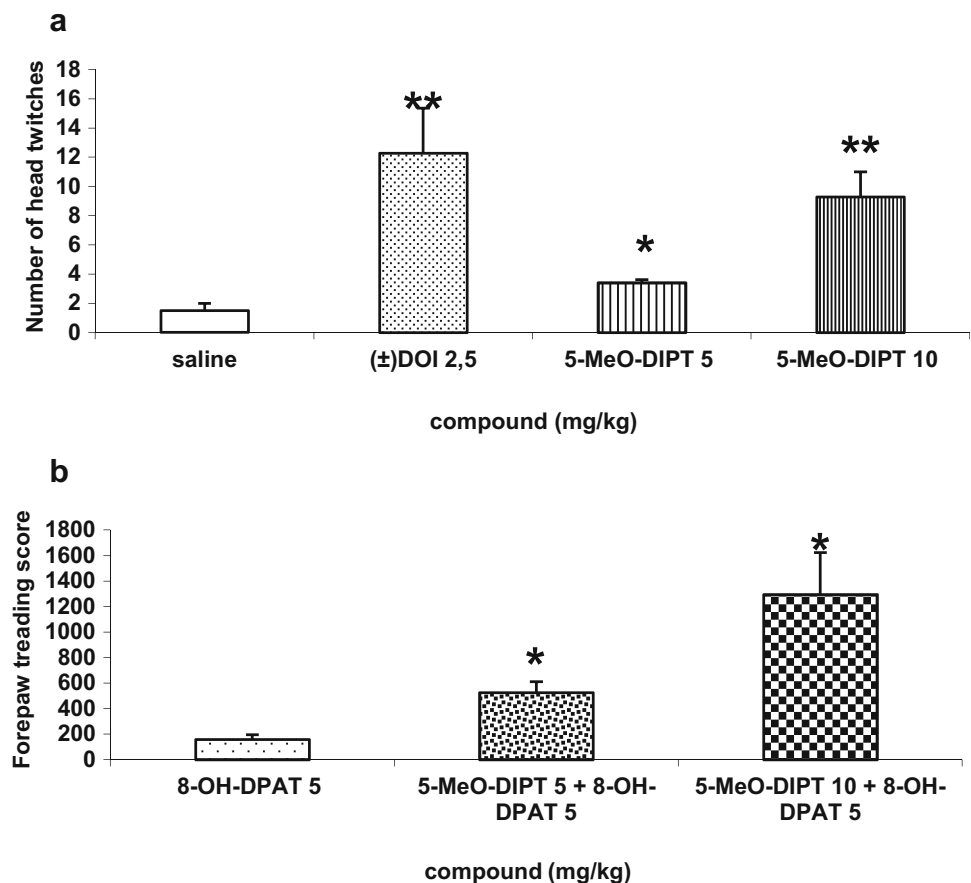 a
Number of head twitches
18
16
14
12
10
8
6
4
2
0
**
*
**
saline
(±)DOI 2,5
5-MeO-DIPT 5
5-MeO-DIPT 10
compound (mg/kg)
b
Forepaw treading score
1800
1600
1400
1200
1000
800
600
400
200
0
*
*
8-OH-DPAT 5
5-MeO-DIPT 5 + 8-OH-
DPAT 5
5-MeO-DIPT 10 + 8-OH-
DPAT 5
compound (mg/kg)